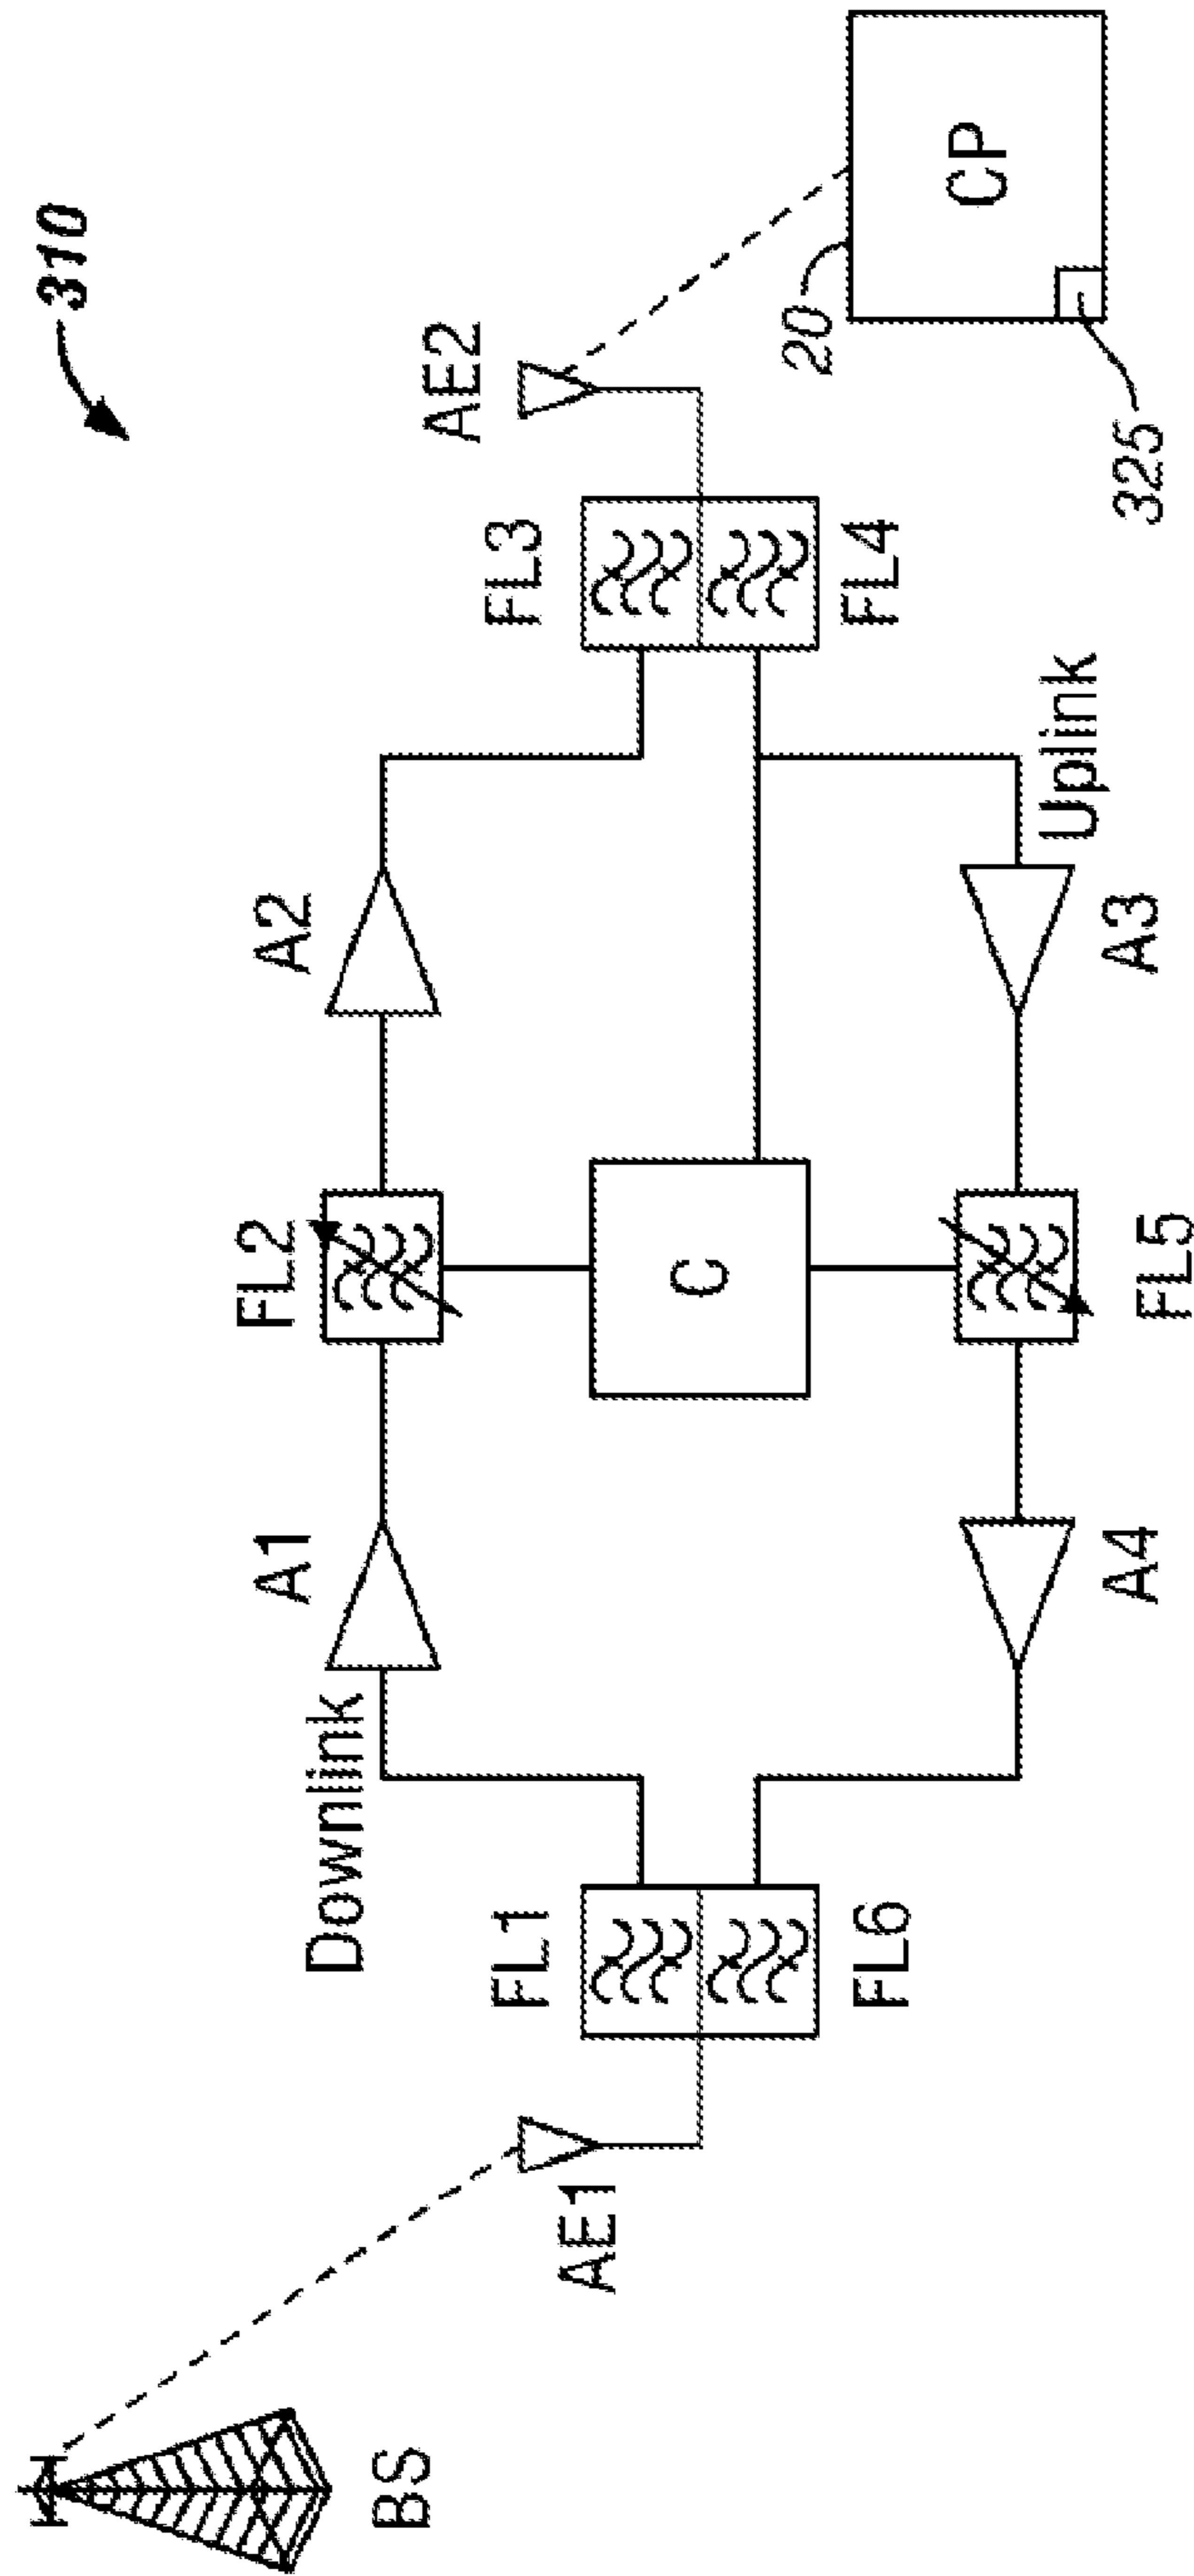 310
BS
AE1
FL1
FL6
Downlink
A1
FL2
A2
C
A4
FL5
A3
Uplink
FL3
FL4
AE2
20
CP
325